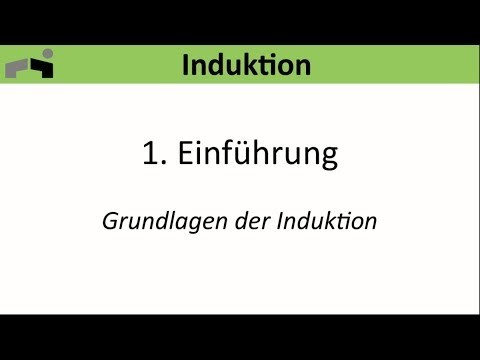 Induktion
1. Einführung
Grundlagen der Induktion